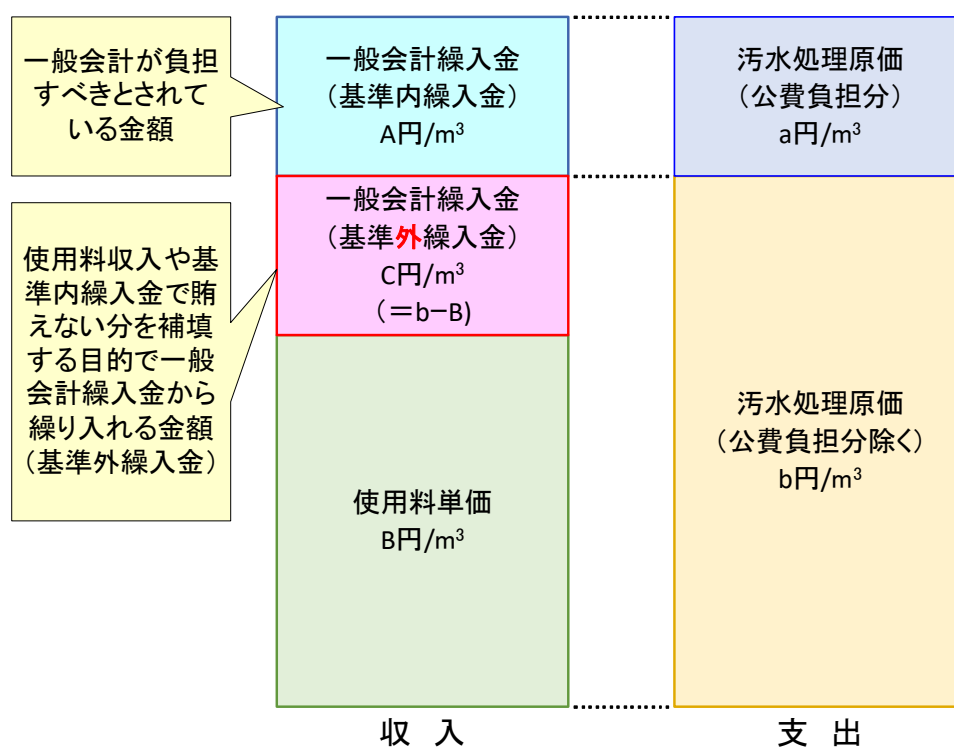 一般会計が負担
すべきとされて
いる金額
一般会計繰入金
（基準内繰入金）
A円/m³
汚水処理原価
（公費負担分）
a円/m³
使用料収入や基
準内繰入金で賄
えない分を補填
する目的で一般
会計繰入金から
繰り入れる金額
（基準外繰入金）
一般会計繰入金
（基準外繰入金）
C円/m³
（＝b−B)
使用料単価
B円/m³
汚水処理原価
（公費負担分除く）
b円/m³
収 入
支 出